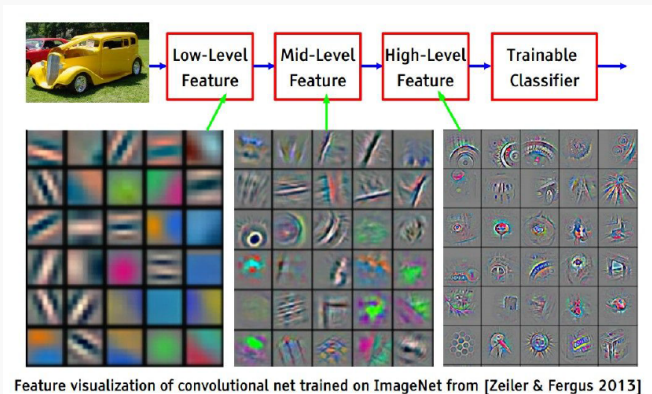 Low-Level
Feature
Mid-Level
Feature
High-Level
Feature
Trainable
Classifier
Feature visualization of convolutional net trained on ImageNet from [Zeiler & Fergus 2013]